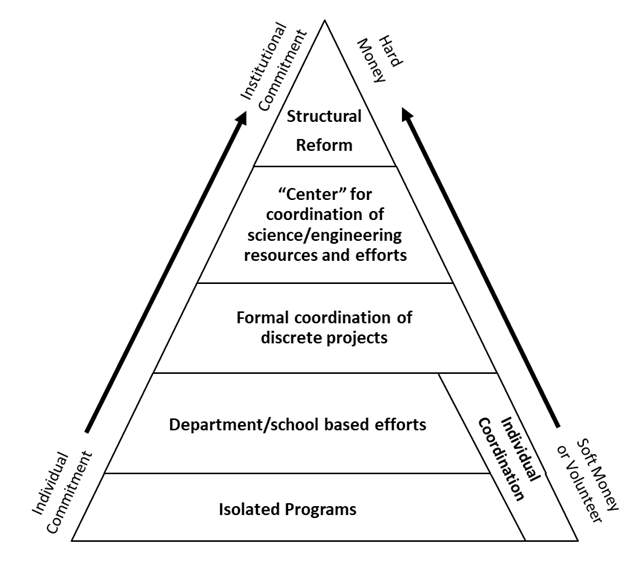 Institutional
Commitment
Hard
Money
Structural
Reform
“Center” for
coordination of
science/engineering
resources and efforts
Formal coordination of
discrete projects
Department/school based efforts
Individual
Coordination
Isolated Programs
Individual
Commitment
Soft Money
or Volunteer